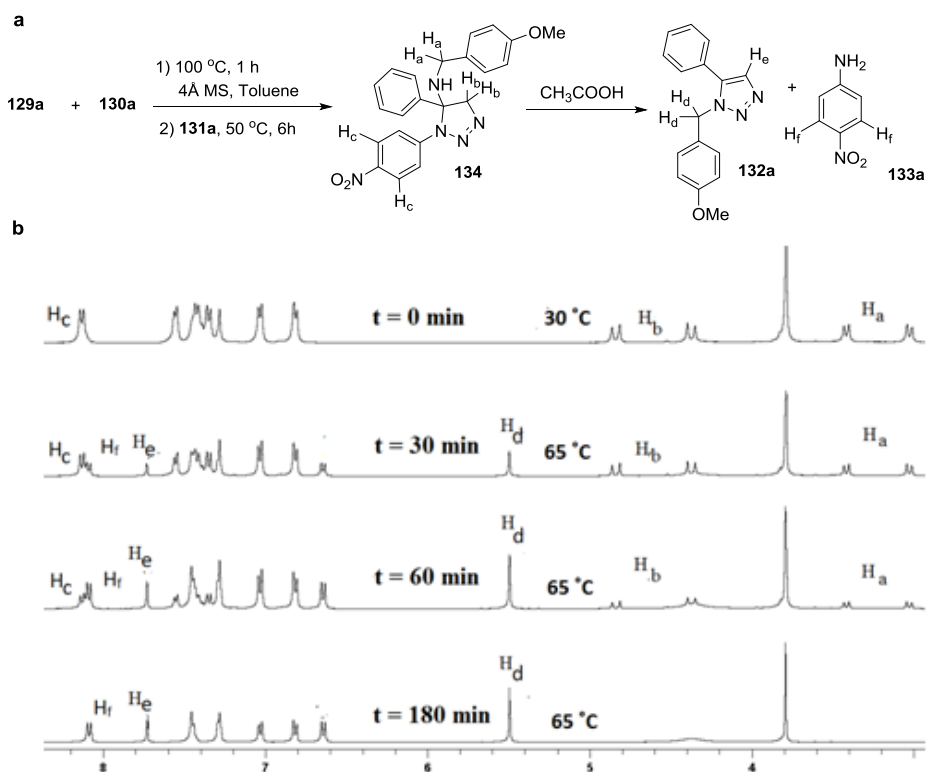 a
129a + 130a
1) 100 °C, 1 h
4Å MS, Toluene
2) 131a, 50 °C, 6h
Ha
Ha
OMe
NH
Hb
Hb
Hc
N
N
N
O2N
Hc
134
CH3COOH
He
Hd
Hd
N
N
N
OMe
132a
+
NH2
Hf
Hf
NO2
133a
b
Hc t = 0 min 30 °C Hb Ha
Hc Hf He t = 30 min Hd 65 °C Hb Ha
Hc Hf He t = 60 min Hd 65 °C Hb Ha
Hf He t = 180 min Hd 65 °C
8 7 6 5 4